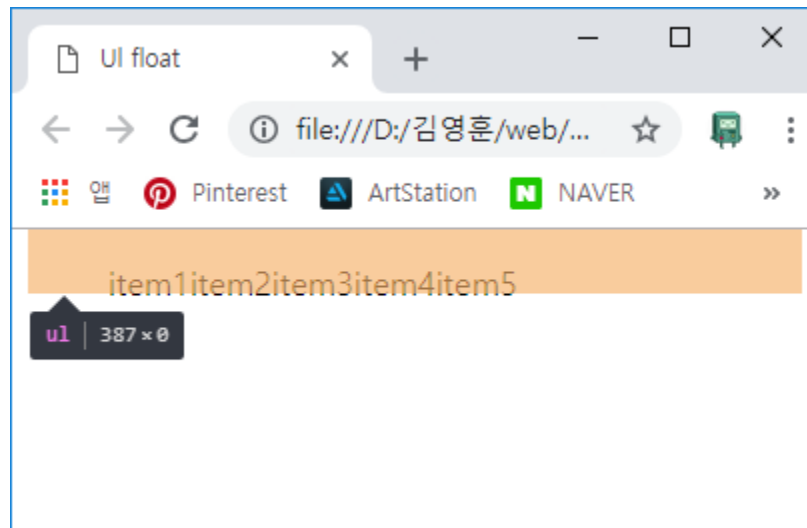 Ul float
file:///D:/김영훈/web/...
앱 Pinterest ArtStation NAVER »
item1item2item3item4item5
ul 387 × 0